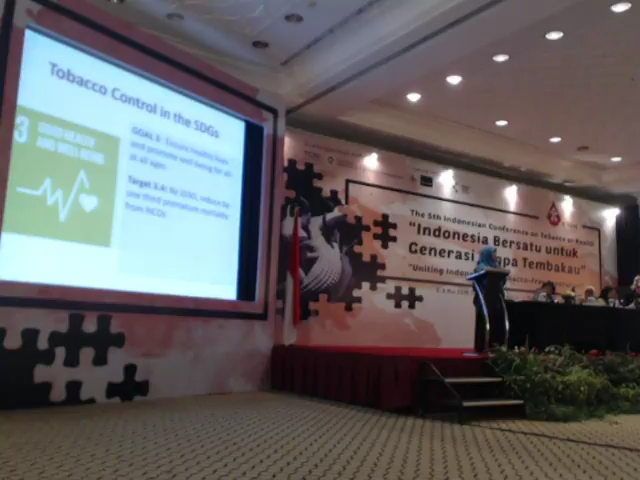 Tobacco Control in the SDGs
3 GOOD HEALTH
AND WELL-BEING
GOAL 3: Ensure healthy lives
and promote well-being for all
at all ages
Target 3.4: By 2030, reduce by
one third premature mortality
from NCDs
The 5th Indonesian Conference on Tobacco or Health
"Indonesia Bersatu untuk
Generasi Tembakau"
"Uniting